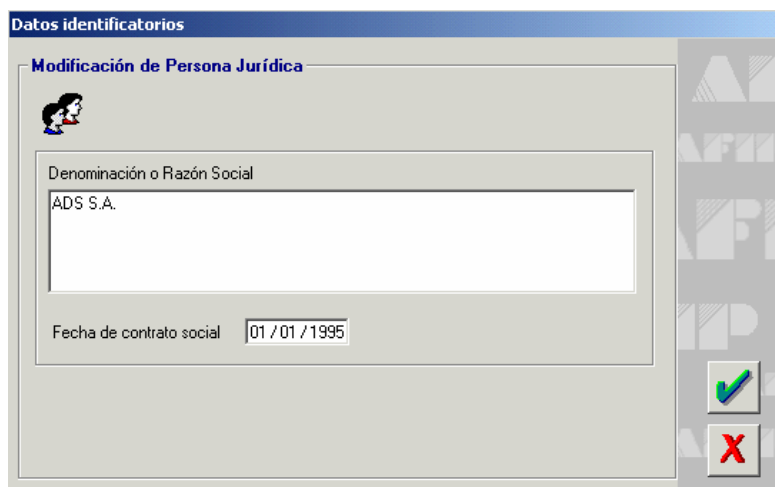 Datos identificatorios
Modificación de Persona Jurídica
Denominación o Razón Social
ADS S.A.
Fecha de contrato social 01 / 01 / 1995